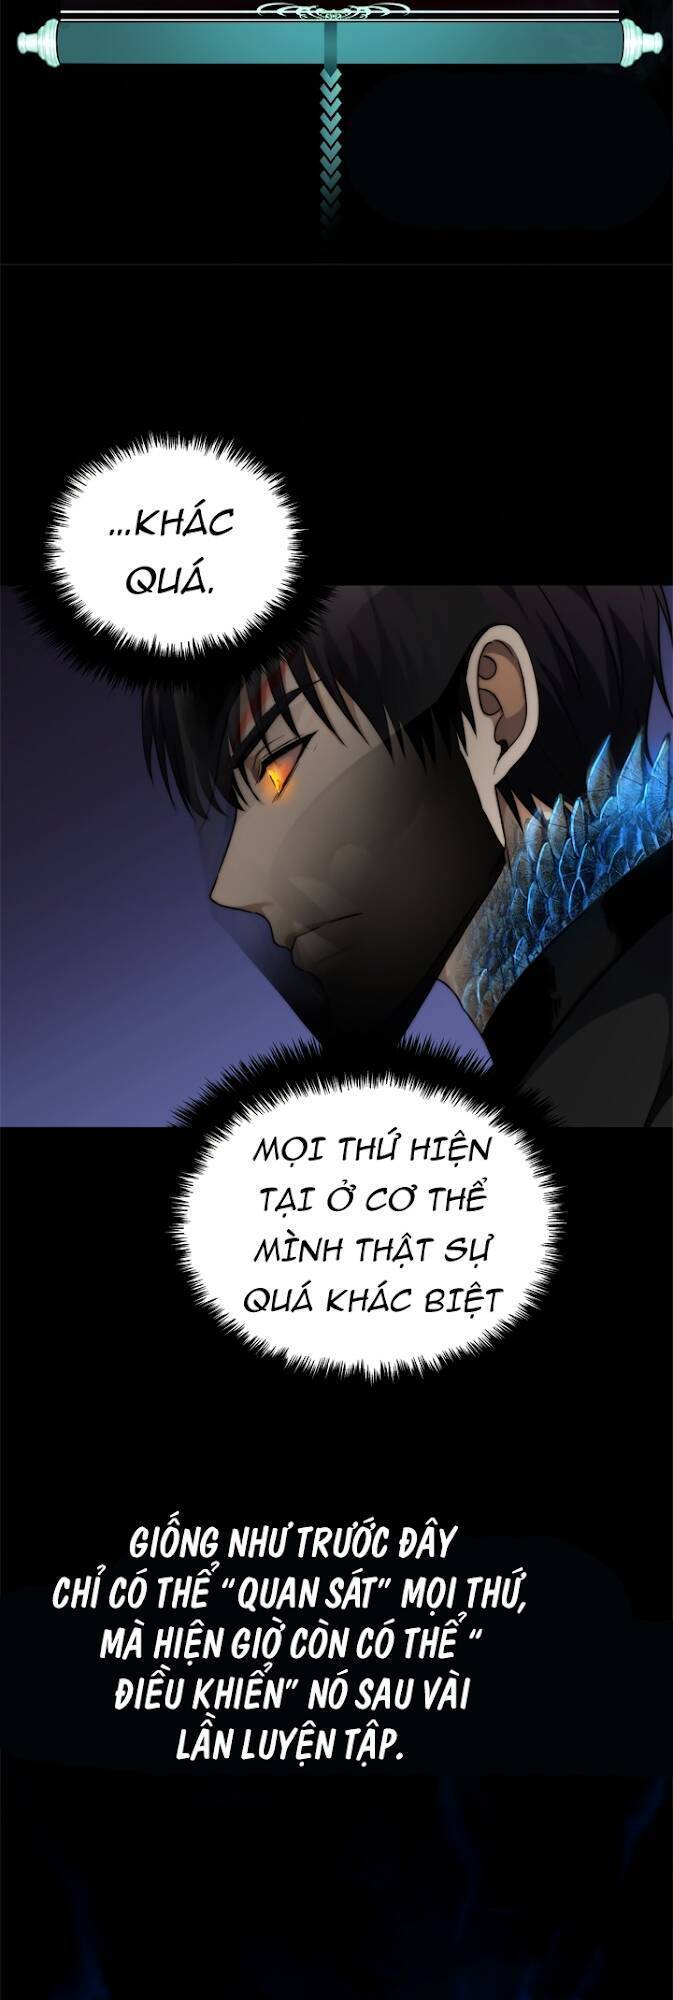 ...KHÁC
QUÁ.
MỌI THỨ HIỆN
TẠI Ở CƠ THỂ
MÌNH THẬT SỰ
QUÁ KHÁC BIỆT
GIỐNG NHƯ TRƯỚC ĐÂY
CHỈ CÓ THỂ “QUAN SÁT” MỌI THỨ,
MÀ HIỆN GIỜ CÒN CÓ THỂ “
ĐIỀU KHIỂN” NÓ SAU VÀI
LẦN LUYỆN TẬP.